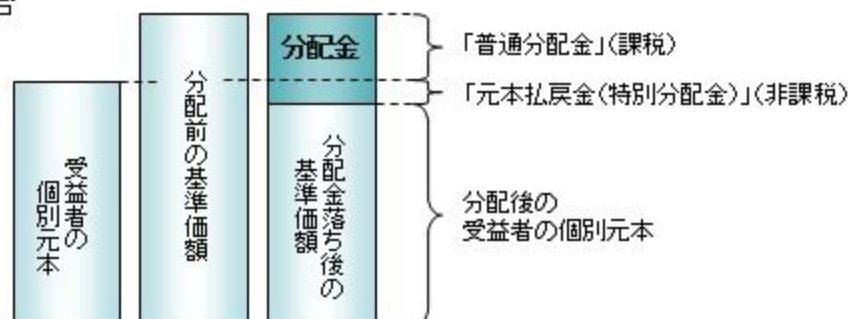 分配金
「普通分配金」(課税)
「元本払戻金(特別分配金)」(非課税)
受益者の
個別元本
分配前の基準価額
分配金落ち後の
基準価額
分配後の
受益者の個別元本